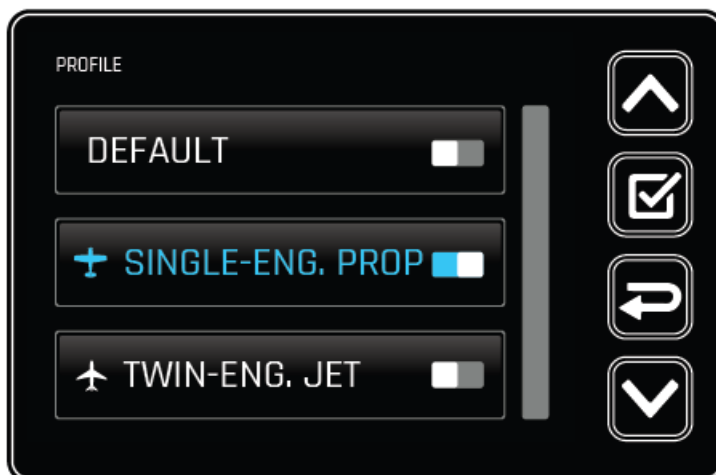 PROFILE
DEFAULT
SINGLE-ENG. PROP
TWIN-ENG. JET